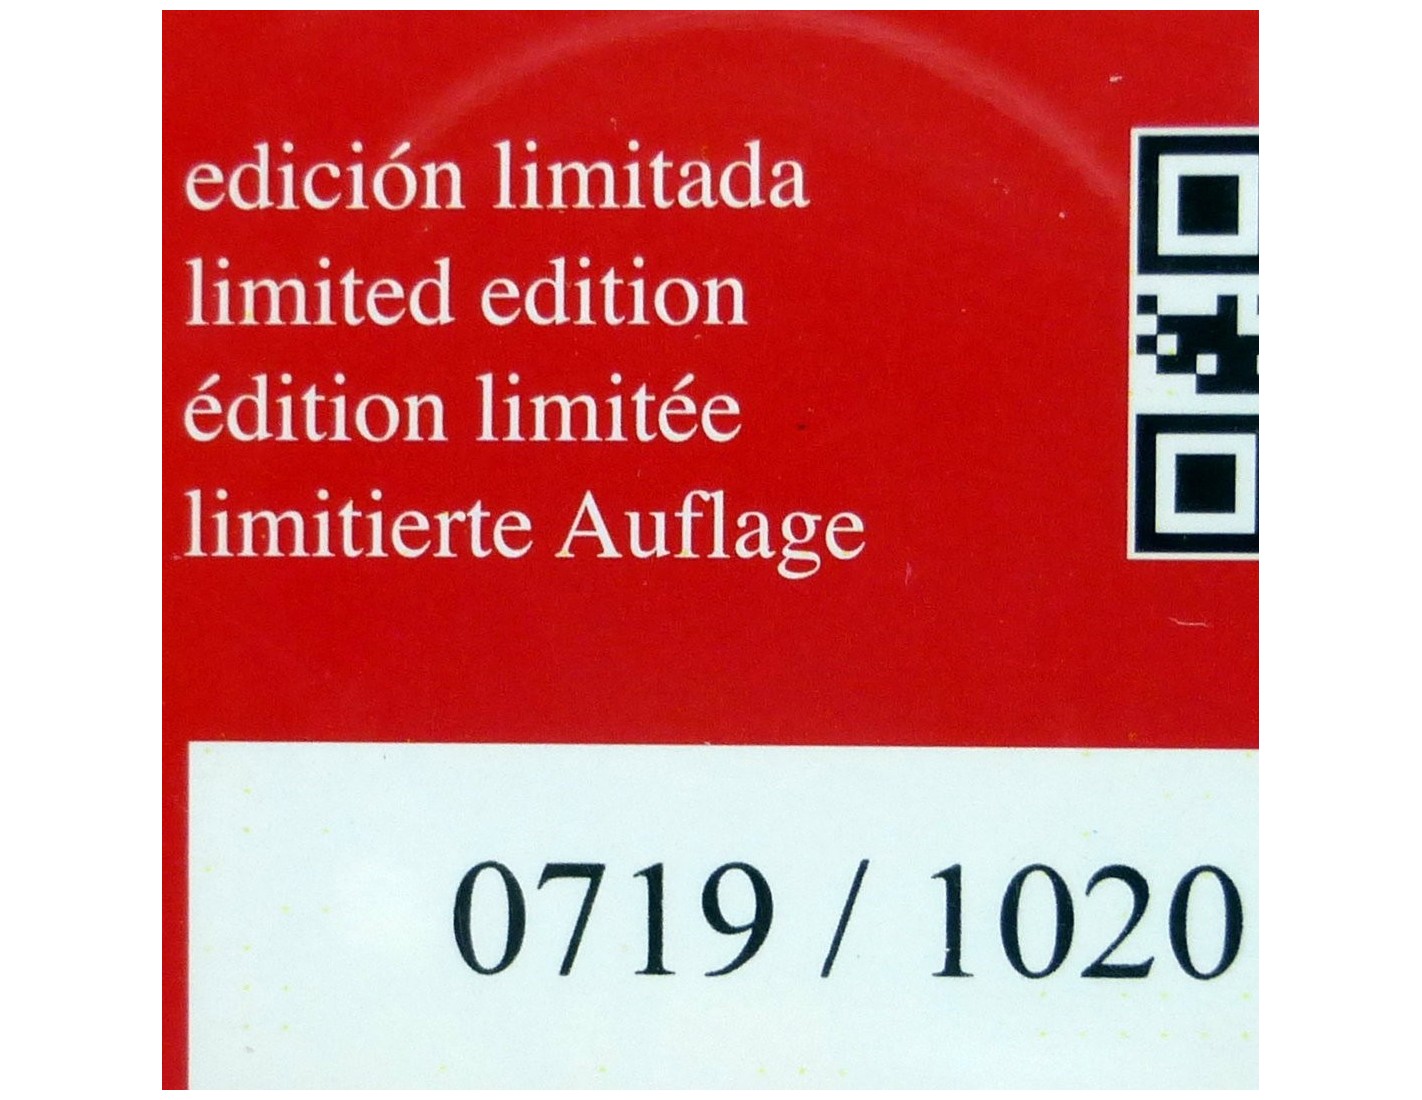 edición limitada
limited edition
édition limitée
limitierte Auflage
0719 / 1020